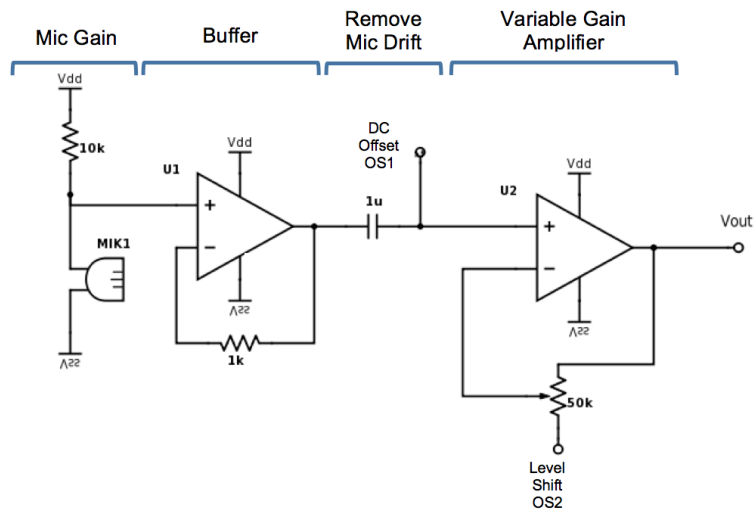 Mic Gain
Buffer
Remove
Mic Drift
Variable Gain
Amplifier
Vdd
10k
MIK1
Vss
U1
Vdd
Vss
1k
1u
DC
Offset
OS1
U2
Vdd
Vss
50k
Vout
Level
Shift
OS2